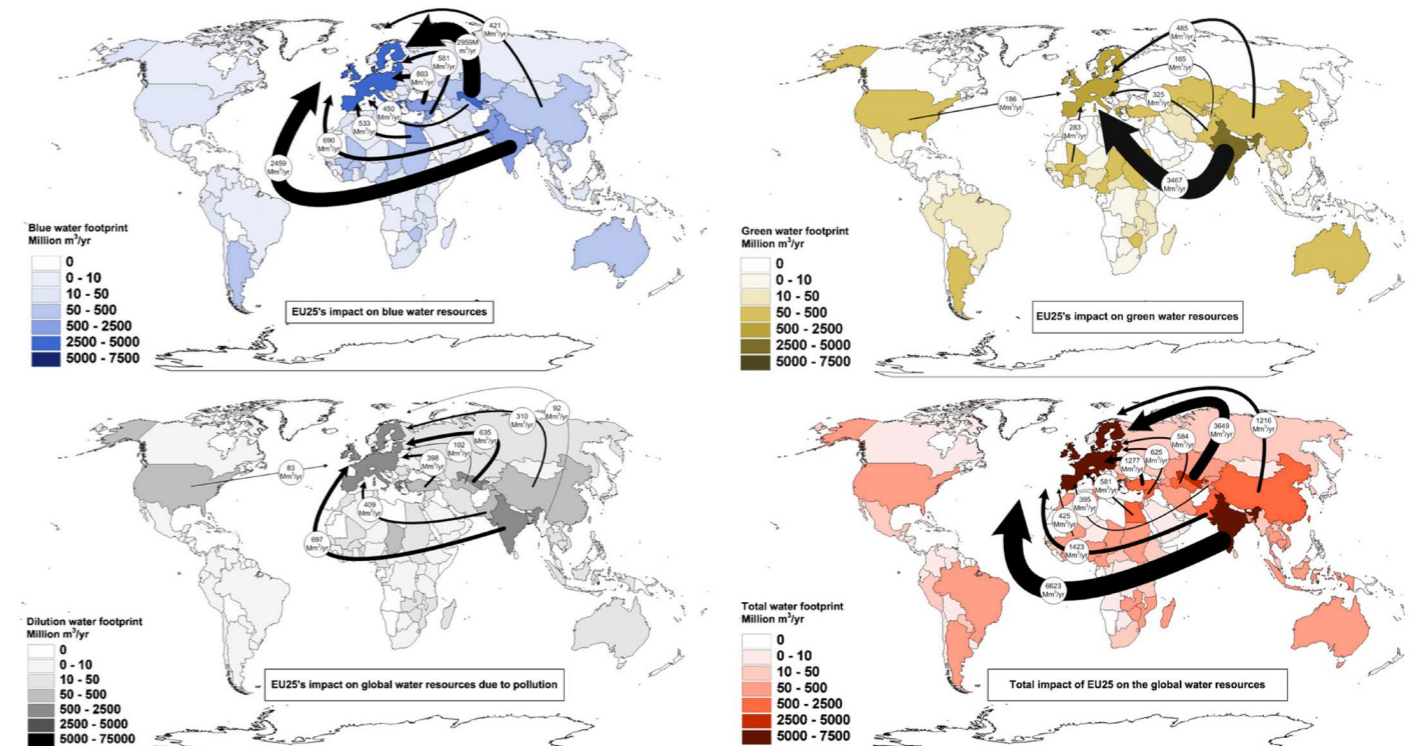 421
Mm³/yr
2959M
m³/yr
581
Mm³/yr
803
Mm³/yr
450
Mm³/yr
533
Mm³/yr
690
Mm³/yr
2459
Mm³/yr
Blue water footprint
Million m³/yr
0
0 - 10
10 - 50
50 - 500
500 - 2500
2500 - 5000
5000 - 7500
EU25's impact on blue water resources
485
Mm³/yr
165
Mm³/yr
325
Mm³/yr
186
Mm³/yr
283
Mm³/yr
3467
Mm³/yr
Green water footprint
Million m³/yr
0
0 - 10
10 - 50
50 - 500
500 - 2500
2500 - 5000
5000 - 7500
EU25's impact on green water resources
92
Mm³/yr
310
Mm³/yr
635
Mm³/yr
102
Mm³/yr
398
Mm³/yr
83
Mm³/yr
409
Mm³/yr
697
Mm³/yr
Dilution water footprint
Million m³/yr
0
0 - 10
10 - 50
50 - 500
500 - 2500
2500 - 5000
5000 - 75000
EU25's impact on global water resources due to pollution
1216
Mm³/yr
3649
Mm³/yr
584
Mm³/yr
625
Mm³/yr
1277
Mm³/yr
581
Mm³/yr
395
Mm³/yr
425
Mm³/yr
1423
Mm³/yr
6623
Mm³/yr
Total water footprint
Million m³/yr
0
0 - 10
10 - 50
50 - 500
500 - 2500
2500 - 5000
5000 - 7500
Total impact of EU25 on the global water resources